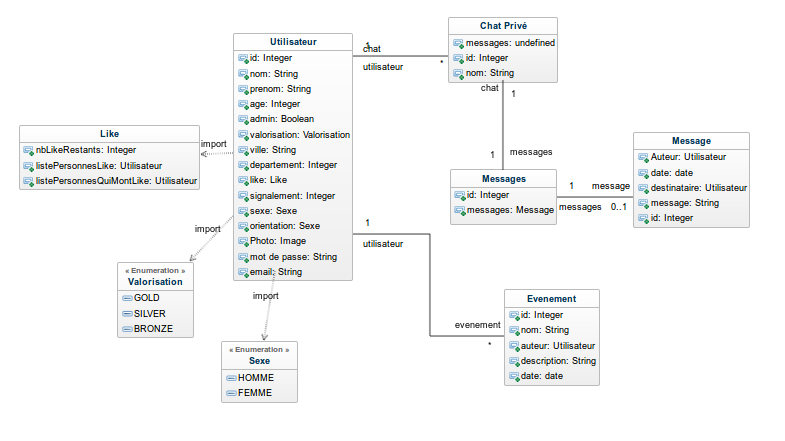 Utilisateur
id: Integer
nom: String
prenom: String
age: Integer
admin: Boolean
valorisation: Valorisation
ville: String
departement: Integer
like: Like
signalement: Integer
sexe: Sexe
orientation: Sexe
Photo: Image
mot de passe: String
email: String
1
chat
utilisateur
*
Chat Privé
messages: undefined
id: Integer
nom: String
chat
1
1
messages
Like
nbLikeRestants: Integer
listePersonnesLike: Utilisateur
listePersonnesQuiMontLike: Utilisateur
import
Messages
id: Integer
messages: Message
1
message
messages
0..1
Message
Auteur: Utilisateur
date: date
destinataire: Utilisateur
message: String
id: Integer
1
utilisateur
evenement
*
import
« Enumeration »
Valorisation
GOLD
SILVER
BRONZE
import
« Enumeration »
Sexe
HOMME
FEMME
Evenement
id: Integer
nom: String
auteur: Utilisateur
description: String
date: date